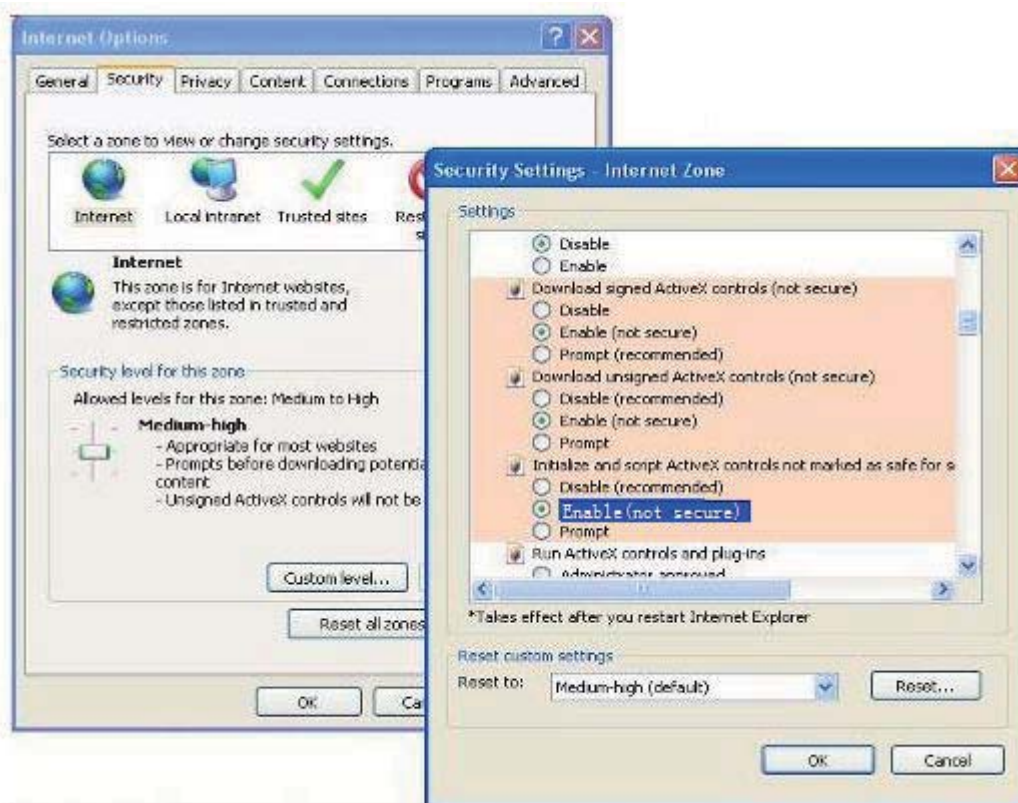 Internet Options
General Security Privacy Content Connections Programs Advanced
Select a zone to view or change security settings.
Internet
Local intranet
Trusted sites
Internet
This zone is for Internet websites,
except those listed in trusted and
restricted zones.
Security level for this zone
Allowed levels for this zone: Medium to High
Medium-high
- Appropriate for most websites
- Prompts before downloading
content
- Unsigned ActiveX controls will not be
Custom level...
Reset all zones
OK
Security Settings - Internet Zone
Settings
Disable
Enable
Download signed ActiveX controls (not secure)
Disable
Enable (not secure)
Prompt (recommended)
Download unsigned ActiveX controls (not secure)
Disable (recommended)
Enable (not secure)
Prompt
Initialize and script ActiveX controls not marked as safe for s
Disable (recommended)
Enable(not secure)
Prompt
Run ActiveX controls and plug-ins
Administrator approved
*Takes effect after you restart Internet Explorer
Reset custom settings
Reset to: Medium-high (default) Reset...
OK Cancel